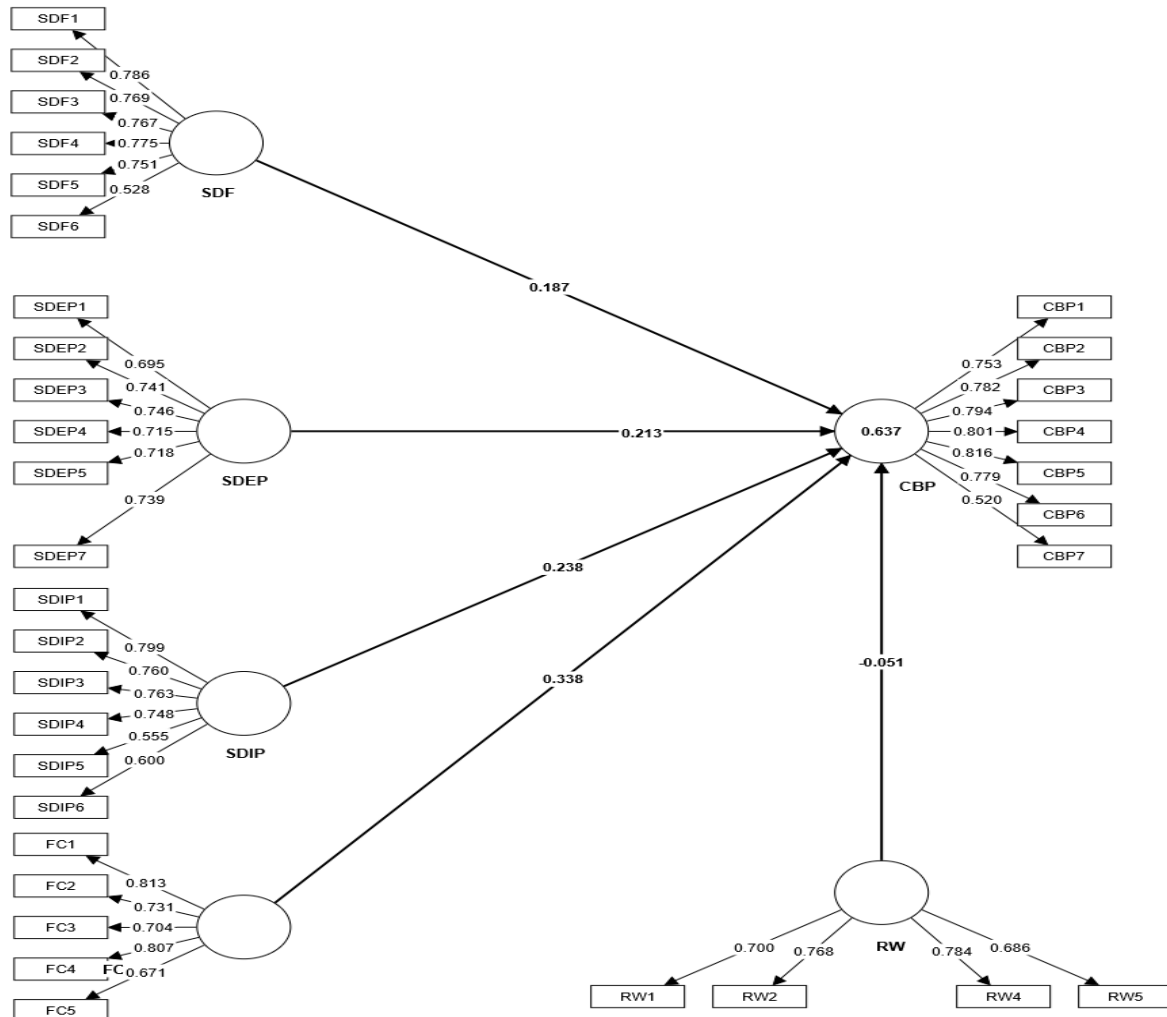 SDF1
SDF2
SDF3
SDF4
SDF5
SDF6
0.786
0.769
0.767
0.775
0.751
0.528
SDF
0.187
SDEP1
SDEP2
SDEP3
SDEP4
SDEP5
SDEP7
0.695
0.741
0.746
0.715
0.718
0.739
SDEP
0.213
CBP1
CBP2
CBP3
CBP4
CBP5
CBP6
CBP7
0.753
0.782
0.794
0.801
0.816
0.779
0.520
0.637
CBP
SDIP1
SDIP2
SDIP3
SDIP4
SDIP5
SDIP6
0.799
0.760
0.763
0.748
0.555
0.600
SDIP
0.238
0.338
-0.051
FC1
FC2
FC3
FC4
FC5
0.813
0.731
0.704
0.807
0.671
FC
RW
0.700
0.768
0.784
0.686
RW1
RW2
RW4
RW5